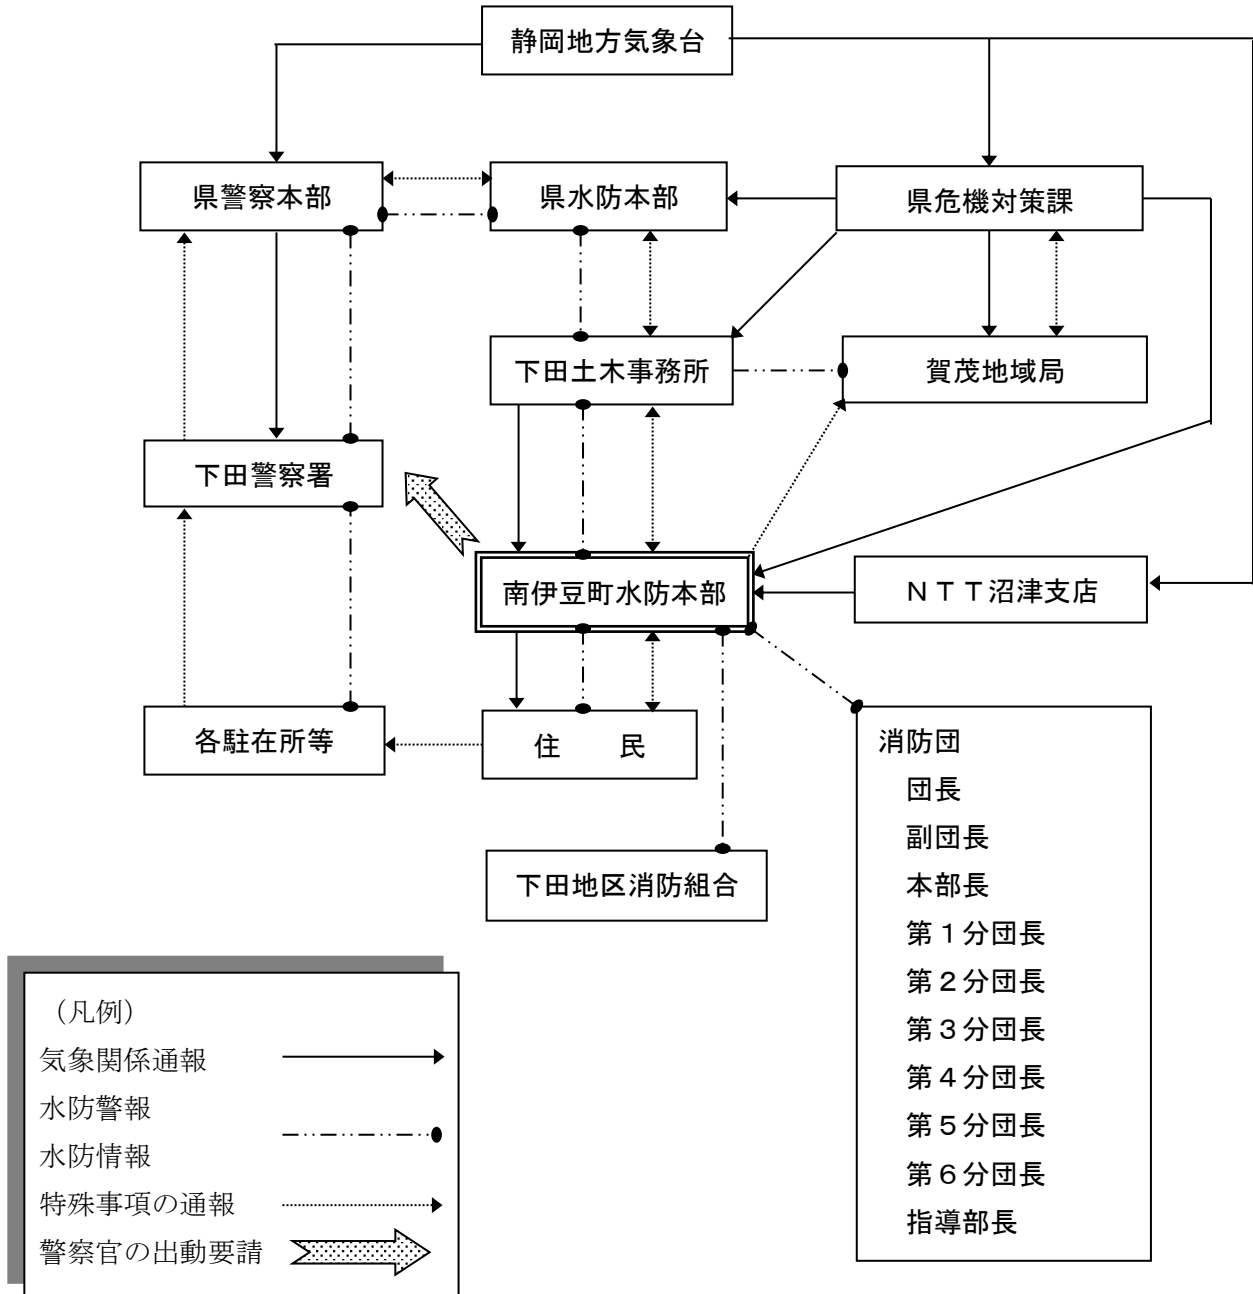 静岡地方気象台
県警察本部
県水防本部
県危機対策課
下田土木事務所
賀茂地域局
下田警察署
南伊豆町水防本部
ＮＴＴ沼津支店
各駐在所等
住　　民
下田地区消防組合
消防団
団長
副団長
本部長
第１分団長
第２分団長
第３分団長
第４分団長
第５分団長
第６分団長
指導部長
（凡例）
気象関係通報
水防警報
水防情報
特殊事項の通報
警察官の出動要請